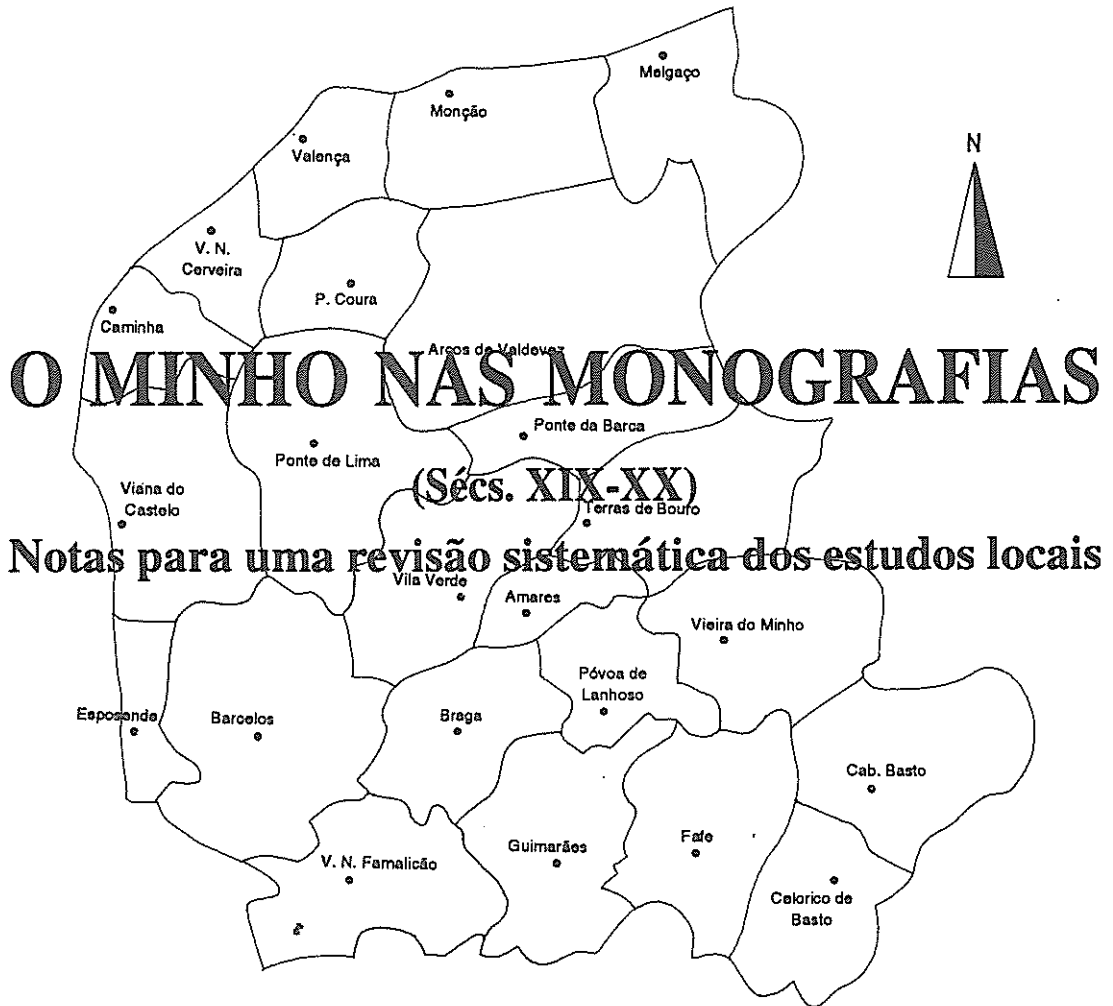 Melgaço
Monção
N
Valença
V. N.
Cerveira
P. Coura
Caminha
Arcos de Valdevez
O MINHO NAS MONOGRAFIAS
Ponte da Barca
Ponte de Lima
(Sécs. XIX-XX)
Viana do
Castelo
Terras de Bouro
Notas para uma revisão sistemática dos estudos locais
Vila Verde
Amares
Vieira do Minho
Póvoa de
Lanhoso
Esposende
Barcelos
Braga
Cab. Basto
Guimarães
Fafe
V. N. Famalicão
Celorico de
Basto